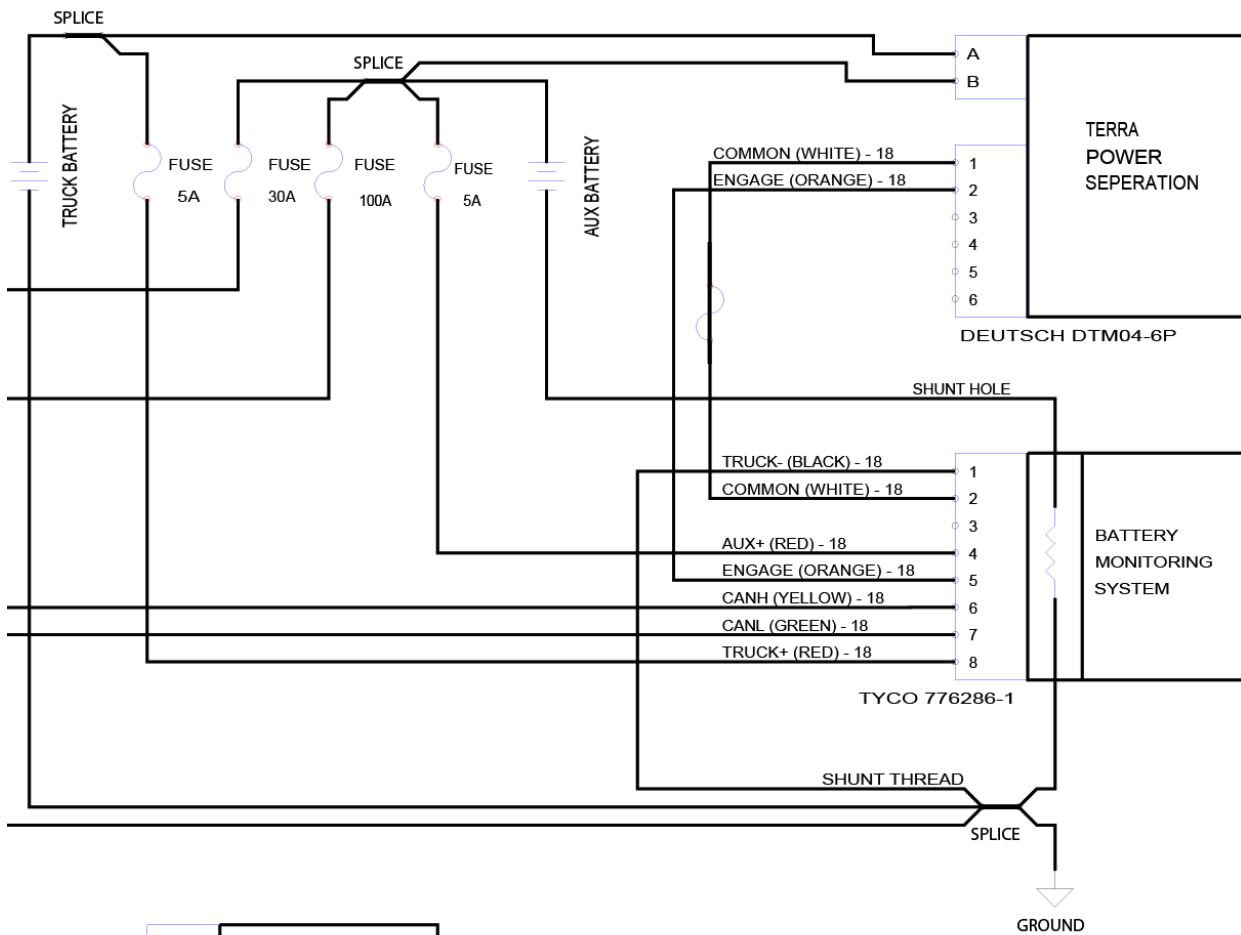 SPLICE
SPLICE
A
B
TRUCK BATTERY
FUSE
5A
FUSE
30A
FUSE
100A
FUSE
5A
AUX BATTERY
TERRA
POWER
SEPERATION
COMMON (WHITE) - 18
ENGAGE (ORANGE) - 18
1
2
3
4
5
6
DEUTSCH DTM04-6P
SHUNT HOLE
TRUCK- (BLACK) - 18
COMMON (WHITE) - 18
AUX+ (RED) - 18
ENGAGE (ORANGE) - 18
CANH (YELLOW) - 18
CANL (GREEN) - 18
TRUCK+ (RED) - 18
1
2
3
4
5
6
7
8
BATTERY
MONITORING
SYSTEM
TYCO 776286-1
SHUNT THREAD
SPLICE
GROUND